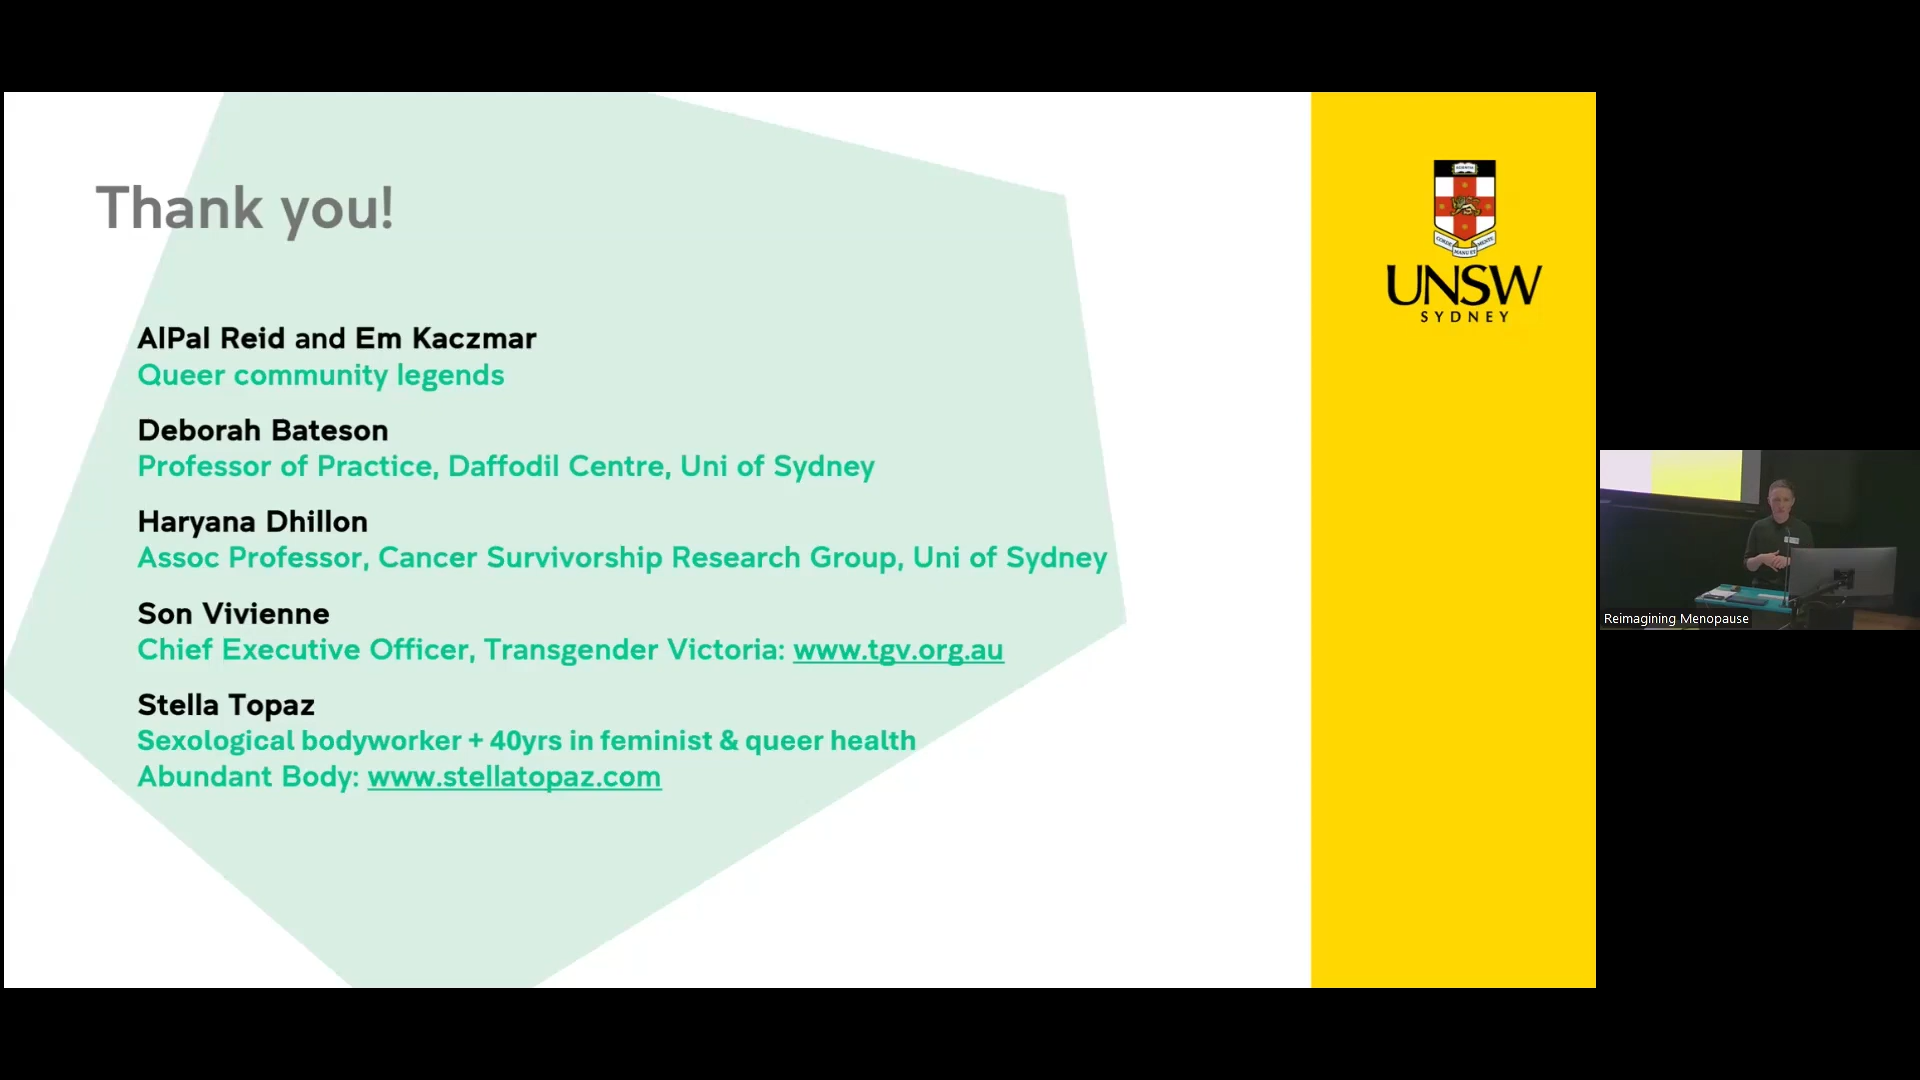 Thank you!
AlPal Reid and Em Kaczmar
Queer community legends
Deborah Bateson
Professor of Practice, Daffodil Centre, Uni of Sydney
Haryana Dhillon
Assoc Professor, Cancer Survivorship Research Group, Uni of Sydney
Son Vivienne
Chief Executive Officer, Transgender Victoria: www.tgv.org.au
Stella Topaz
Sexological bodyworker + 40yrs in feminist & queer health
Abundant Body: www.stellatopaz.com
UNSW
SYDNEY
Reimagining Menopause